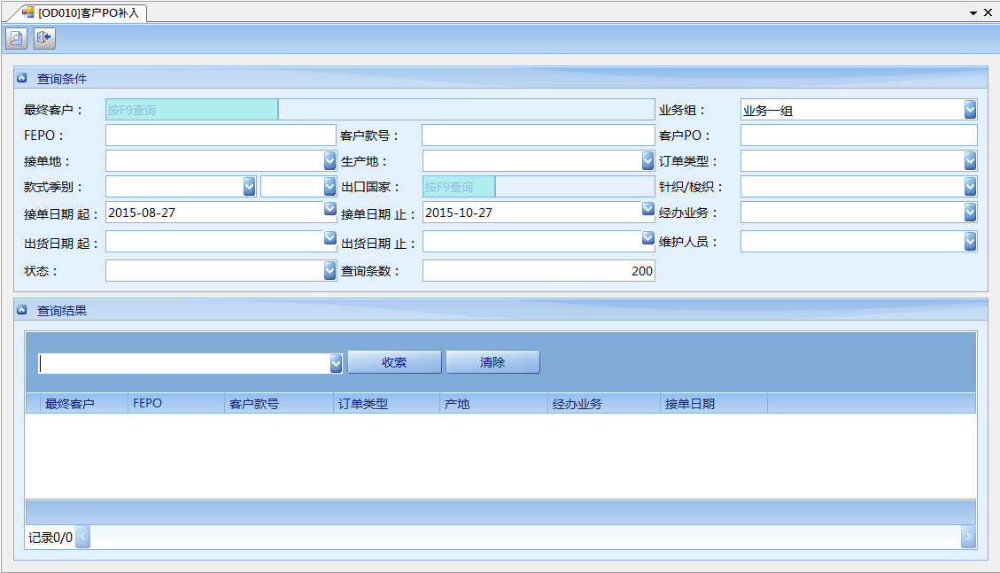 [OD010]客户PO补入
查询条件
最终客户： 按F9查询 业务组： 业务一组
FEPO： 客户款号： 客户PO：
接单地： 生产地： 订单类型：
款式季别： 出口国家： 按F9查询 针织/梭织：
接单日期 起： 2015-08-27 接单日期 止： 2015-10-27 经办业务：
出货日期 起： 出货日期 止： 维护人员：
状态： 查询条数： 200
查询结果
收索 清除
最终客户 FEPO 客户款号 订单类型 产地 经办业务 接单日期
记录0/0